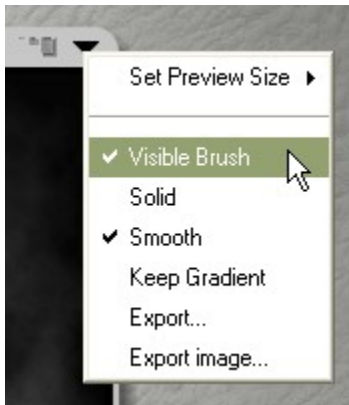 Set Preview Size
Visible Brush
Solid
Smooth
Keep Gradient
Export...
Export image...